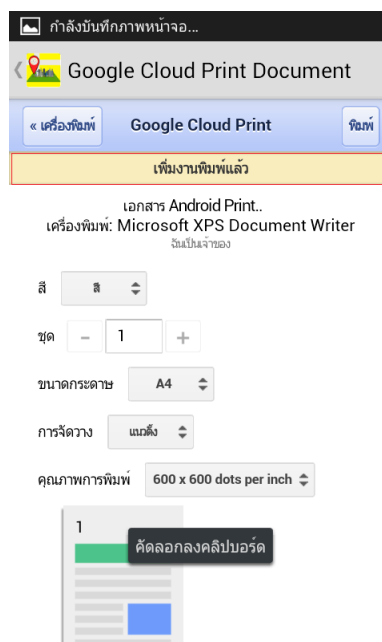 กำลังบันทึกภาพหน้าจอ...
Google Cloud Print Document
« เครื่องพิมพ์ Google Cloud Print พิมพ์
เพิ่มงานพิมพ์แล้ว
เอกสาร Android Print..
เครื่องพิมพ์: Microsoft XPS Document Writer
ฉันเป็นเจ้าของ
สี สี
ชุด - 1 +
ขนาดกระดาษ A4
การจัดวาง แนวตั้ง
คุณภาพการพิมพ์ 600 x 600 dots per inch
1
คัดลอกลงคลิปบอร์ด